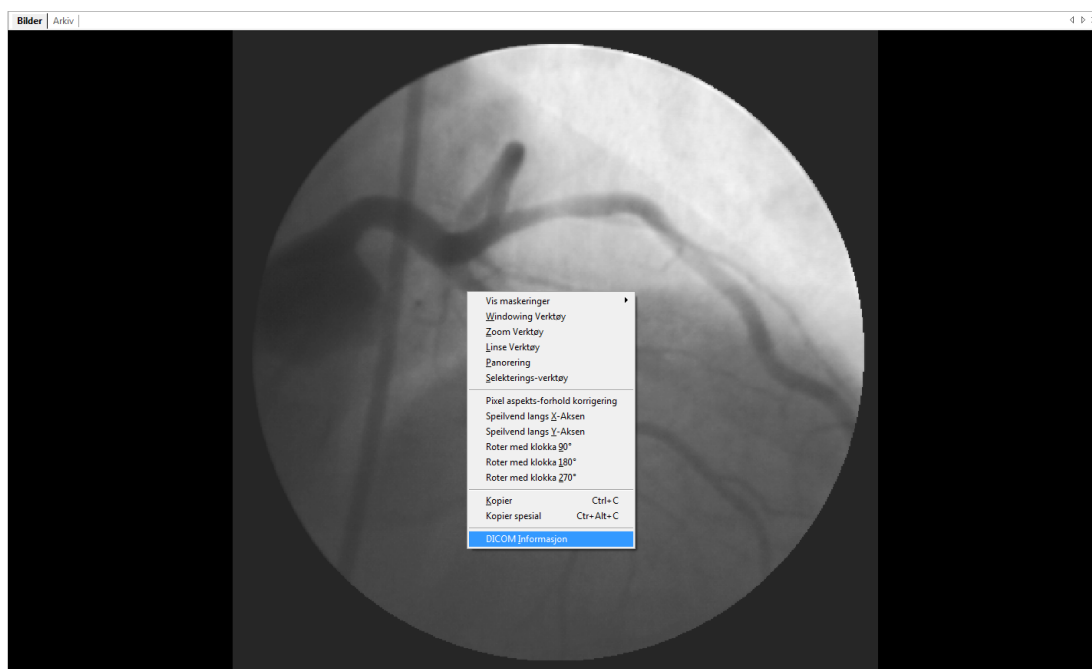 Bilder Arkiv
Vis maskeringer
Windowing Verktøy
Zoom Verktøy
Linse Verktøy
Panorering
Selekterings-verktøy
Pixel aspekts-forhold korrigering
Speilvend langs X-Aksen
Speilvend langs Y-Aksen
Roter med klokka 90°
Roter med klokka 180°
Roter med klokka 270°
Kopier Ctrl+C
Kopier spesial Ctr+Alt+C
DICOM Informasjon